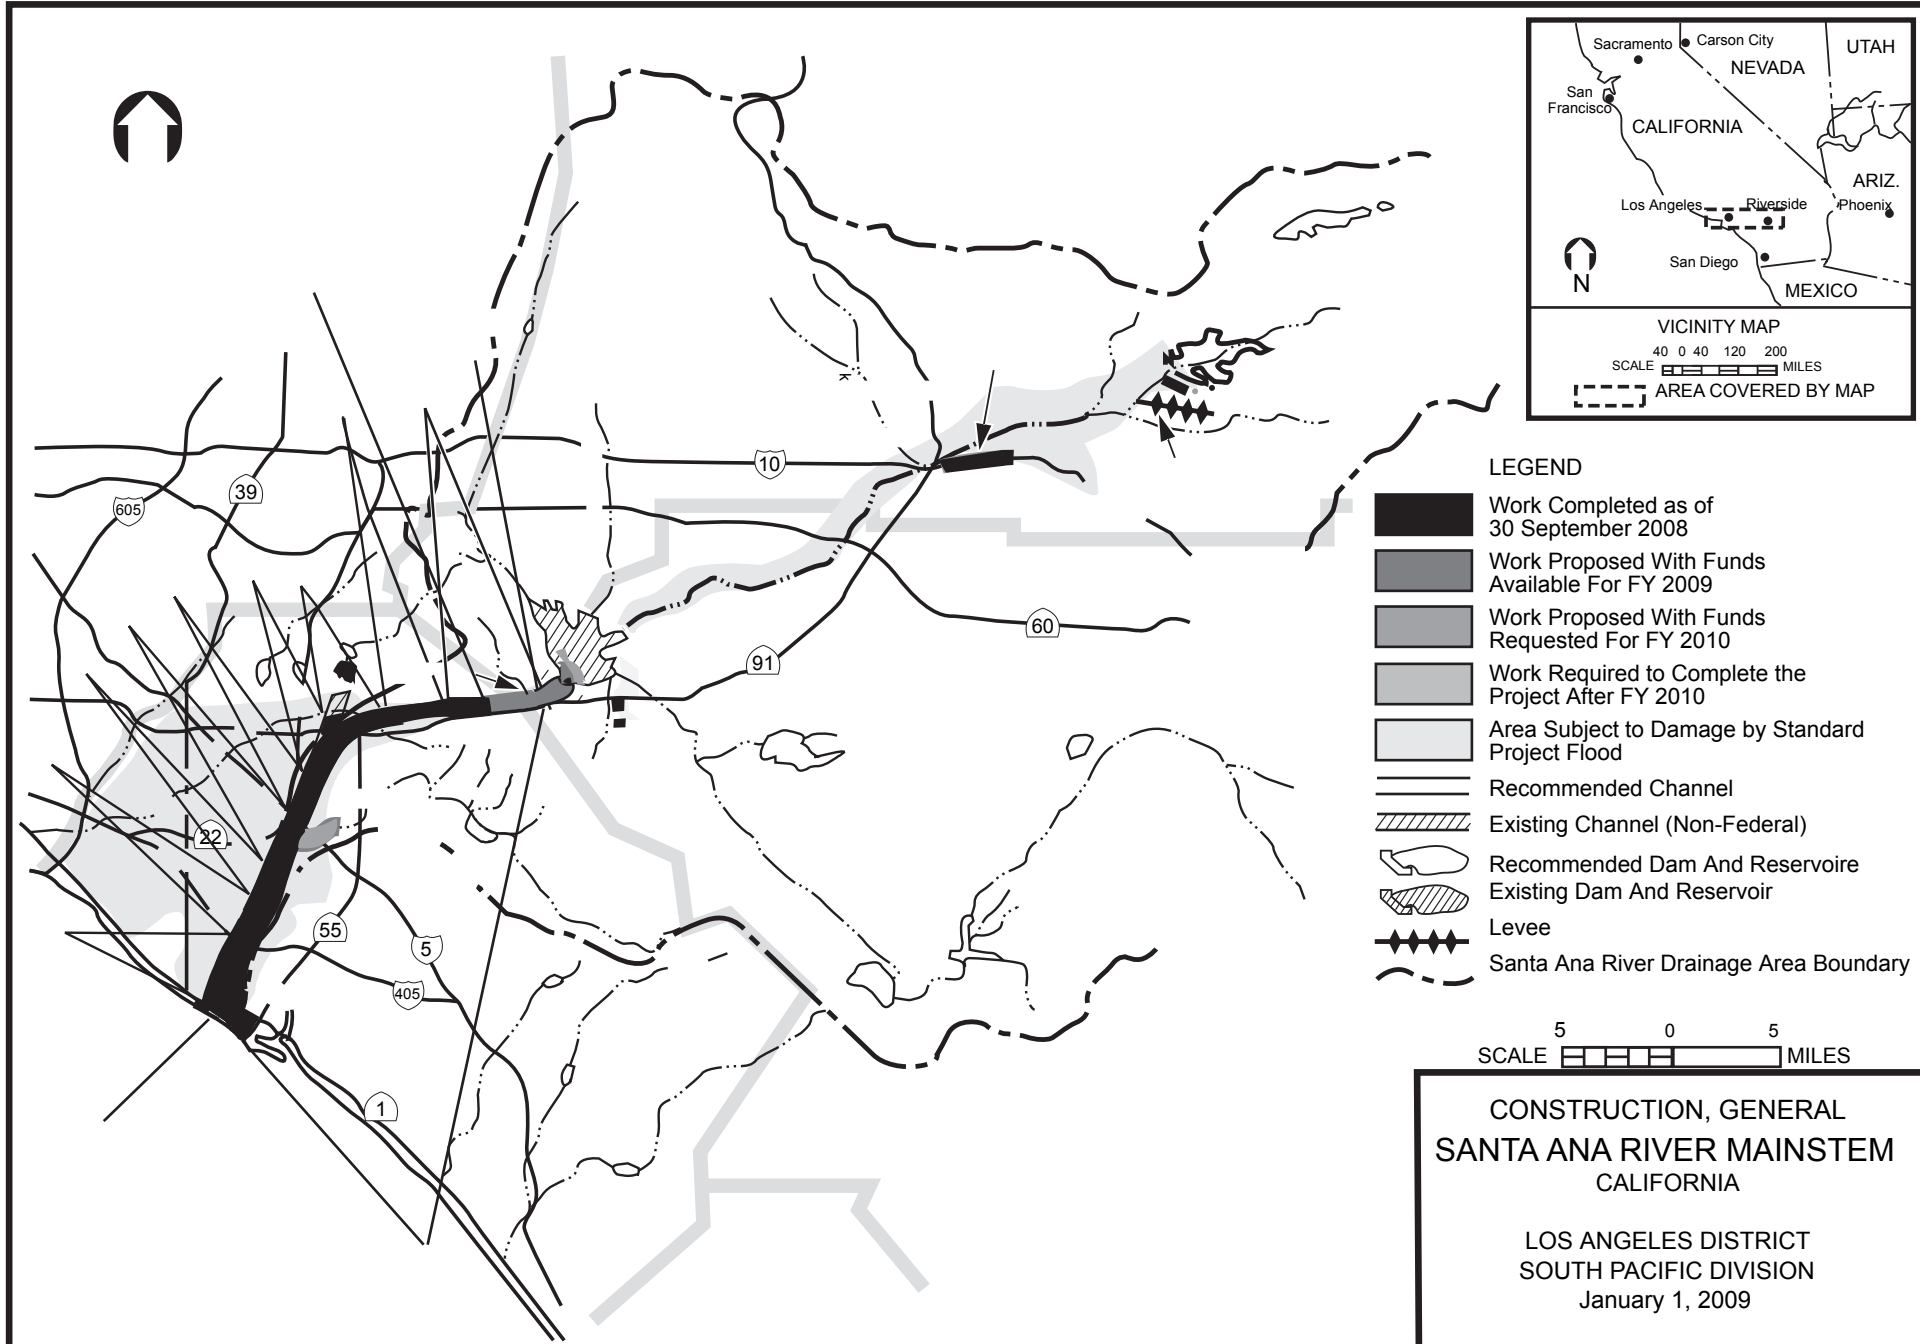 Sacramento
Carson City
UTAH
NEVADA
San
Francisco
CALIFORNIA
ARIZ.
Los Angeles
Riverside
Phoenix
San Diego
N
MEXICO
VICINITY MAP
40 0 40 120 200
SCALE MILES
AREA COVERED BY MAP
10
39
605
60
91
22
55
5
405
1
k
LEGEND
Work Completed as of
30 September 2008
Work Proposed With Funds
Available For FY 2009
Work Proposed With Funds
Requested For FY 2010
Work Required to Complete the
Project After FY 2010
Area Subject to Damage by Standard
Project Flood
Recommended Channel
Existing Channel (Non-Federal)
Recommended Dam And Reservoire
Existing Dam And Reservoir
Levee
Santa Ana River Drainage Area Boundary
5 0 5
SCALE MILES
CONSTRUCTION, GENERAL
SANTA ANA RIVER MAINSTEM
CALIFORNIA
LOS ANGELES DISTRICT
SOUTH PACIFIC DIVISION
January 1, 2009